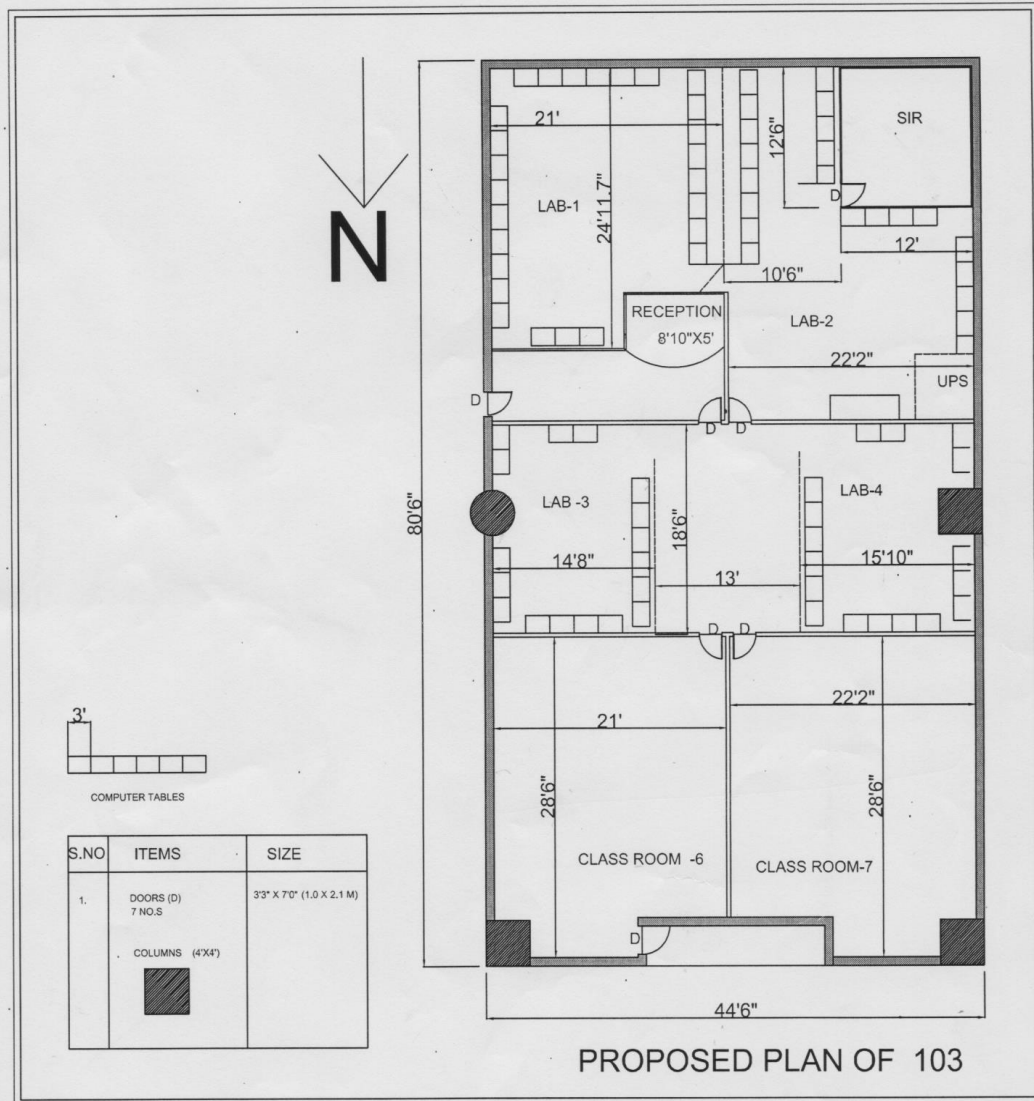 N
21'
24'11.7"
LAB-1
12'6"
SIR
D
12'
10'6"
RECEPTION
8'10"X5'
LAB-2
22'2"
UPS
D
D
D
80'6"
LAB -3
18'6"
LAB-4
14'8"
13'
15'10"
D
D
21'
22'2"
28'6"
28'6"
CLASS ROOM -6
CLASS ROOM-7
D
44'6"
3'
COMPUTER TABLES
S.NO ITEMS SIZE
1. DOORS (D) 3'3" X 7'0" (1.0 X 2.1 M)
7 NO.S
COLUMNS (4'X4')
PROPOSED PLAN OF 103